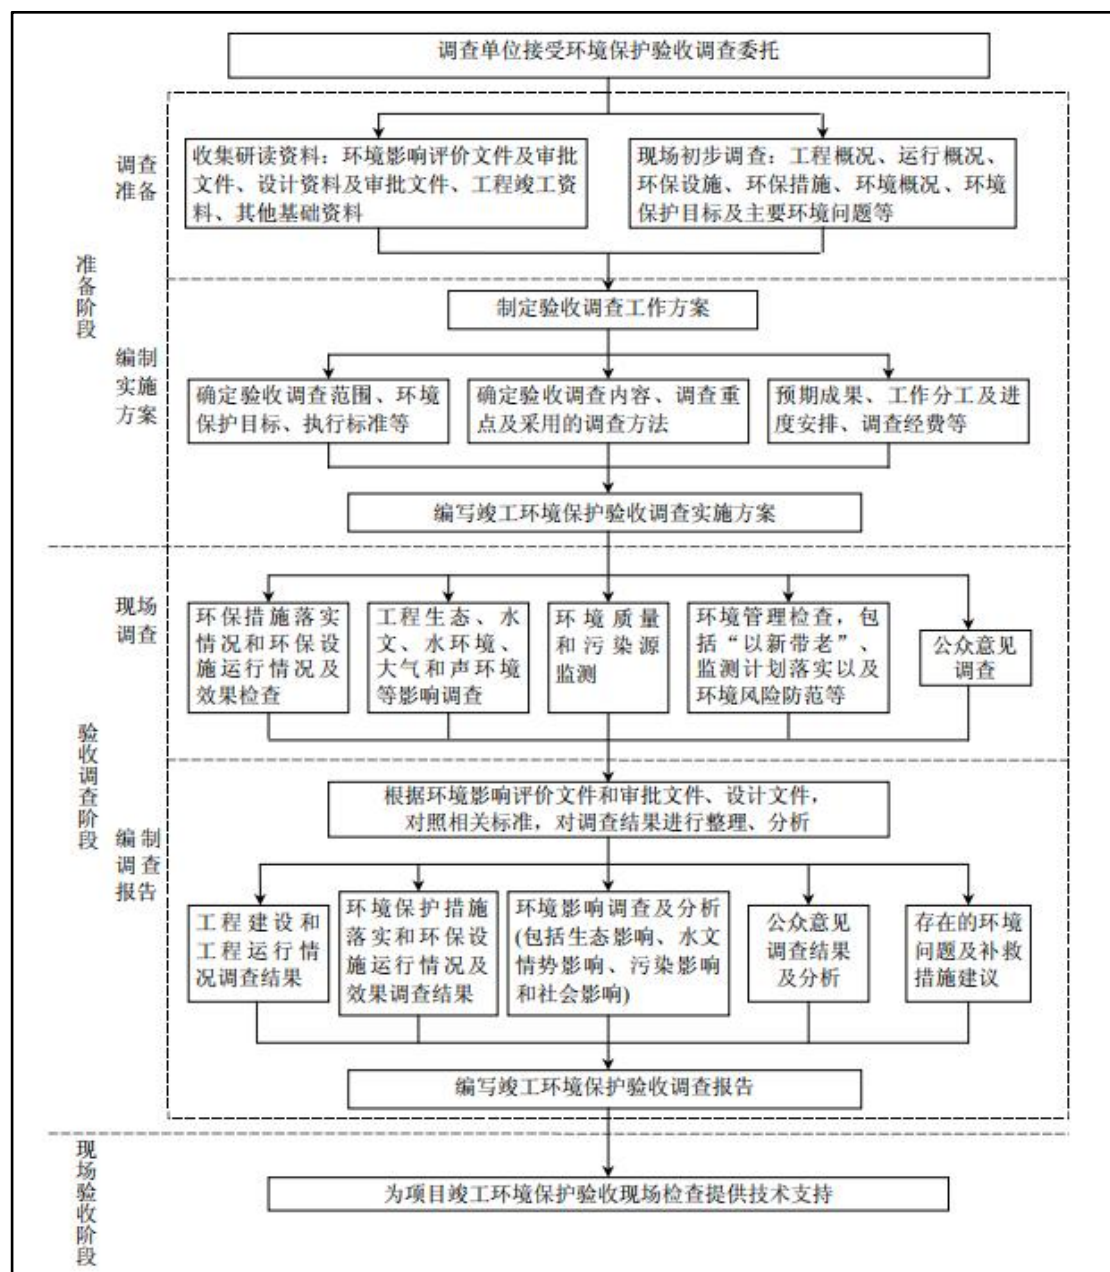 调查单位接受环境保护验收调查委托
调查
准备
收集研读资料：环境影响评价文件及审批
文件、设计资料及审批文件、工程竣工资
料、其他基础资料
现场初步调查：工程概况、运行概况、
环保设施、环保措施、环境概况、环境
保护目标及主要环境问题等
准备阶段
制定验收调查工作方案
编制
实施
方案
确定验收调查范围、环境
保护目标、执行标准等
确定验收调查内容、调查重
点及采用的调查方法
预期成果、工作分工及进
度安排、调查经费等
编写竣工环境保护验收调查实施方案
现场
调查
环保措施落实
情况和环保设
施运行情况及
效果检查
工程生态、水
文、水环境、
大气和声环境
等影响调查
环境质量
和污染源
监测
环境管理检查，包
括“以新带老”、
监测计划落实以及
环境风险防范等
公众意见
调查
验收调查阶段
根据环境影响评价文件和审批文件、设计文件，
对照相关标准，对调查结果进行整理、分析
编制
调查
报告
工程建设和
工程运行情
况调查结果
环境保护措施
落实和环保设
施运行情况及
效果调查结果
环境影响调查及分析
(包括生态影响、水文
情势影响、污染影响
和社会影响)
公众意见
调查结果
及分析
存在的环境
问题及补救
措施建议
编写竣工环境保护验收调查报告
现场验收阶段
为项目竣工环境保护验收现场检查提供技术支持